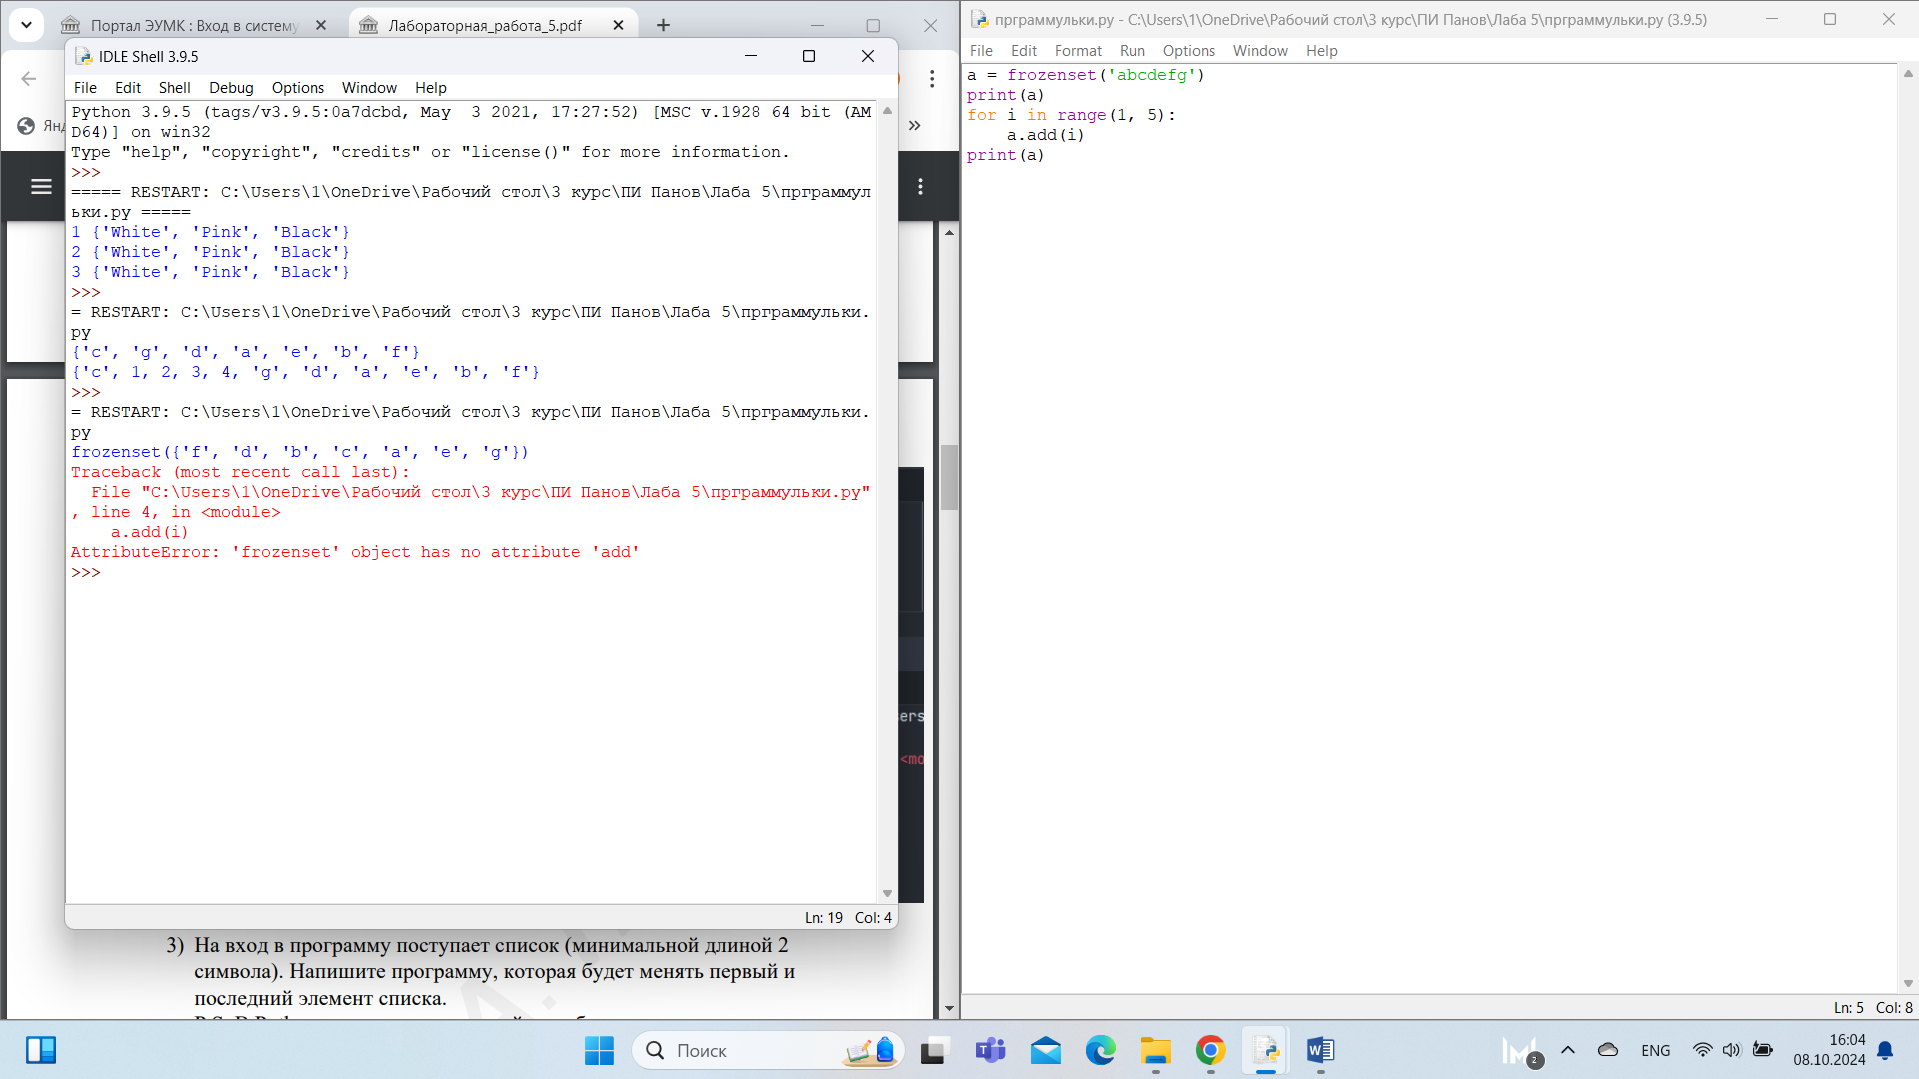 Портал ЭУМК : Вход в систему
Лабораторная_работа_5.pdf
IDLE Shell 3.9.5
File Edit Shell Debug Options Window Help
Python 3.9.5 (tags/v3.9.5:0a7dcbd, May  3 2021, 17:27:52) [MSC v.1928 64 bit (AM
D64)] on win32
Type "help", "copyright", "credits" or "license()" for more information.
>>>
===== RESTART: C:\Users\1\OneDrive\Рабочий стол\3 курс\ПИ Панов\Лаба 5\прграммул
ьки.py =====
1 {'White', 'Pink', 'Black'}
2 {'White', 'Pink', 'Black'}
3 {'White', 'Pink', 'Black'}
>>>
= RESTART: C:\Users\1\OneDrive\Рабочий стол\3 курс\ПИ Панов\Лаба 5\прграммульки.
py
{'c', 'g', 'd', 'a', 'e', 'b', 'f'}
{'c', 1, 2, 3, 4, 'g', 'd', 'a', 'e', 'b', 'f'}
>>>
= RESTART: C:\Users\1\OneDrive\Рабочий стол\3 курс\ПИ Панов\Лаба 5\прграммульки.
py
frozenset({'f', 'd', 'b', 'c', 'a', 'e', 'g'})
Traceback (most recent call last):
  File "C:\Users\1\OneDrive\Рабочий стол\3 курс\ПИ Панов\Лаба 5\прграммульки.py"
, line 4, in <module>
    a.add(i)
AttributeError: 'frozenset' object has no attribute 'add'
>>>
Ln: 19 Col: 4
3) На вход в программу поступает список (минимальной длиной 2
символа). Напишите программу, которая будет менять первый и
последний элемент списка.
прграммульки.py - C:\Users\1\OneDrive\Рабочий стол\3 курс\ПИ Панов\Лаба 5\прграммульки.py (3.9.5)
File Edit Format Run Options Window Help
a = frozenset('abcdefg')
print(a)
for i in range(1, 5):
    a.add(i)
print(a)
Ln: 5 Col: 8
Поиск
2
ENG
16:04
08.10.2024